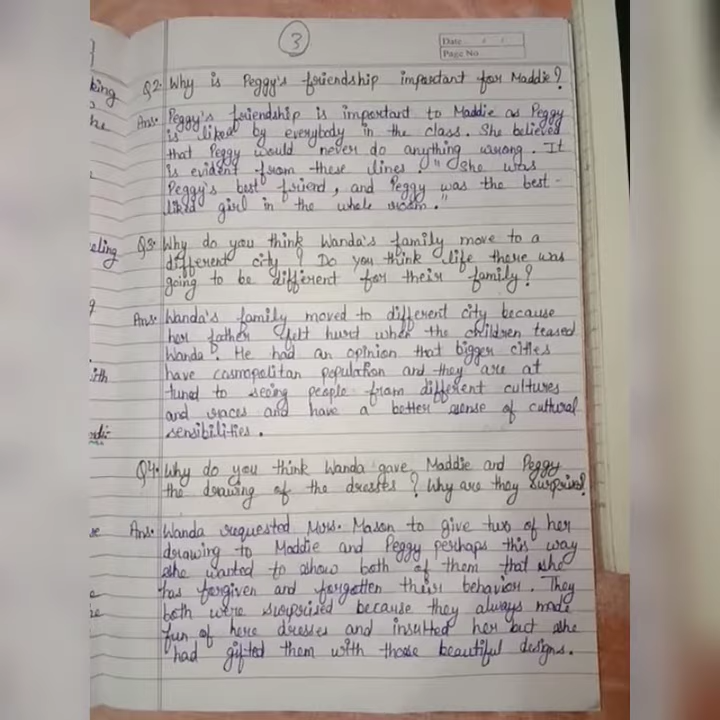 3
Date
Page No
Q2. Why is Peggy's friendship important for Maddie?
Ans. Peggy's friendship is important to Maddie as Peggy
is liked by everybody in the class. She believed
that Peggy would never do anything wrong. It
is evident from these lines. "She was
Peggy's best friend, and Peggy was the best-
liked girl in the whole room."
Q3. Why do you think Wanda's family move to a
different city? Do you think life there was
going to be different for their family?
Ans. Wanda's family moved to different city because
her father felt hurt when the children teased
Wanda. He had an opinion that bigger cities
have cosmopolitan population and they are at
tuned to seeing people from different cultures
and races and have a better sense of cultural
sensibilities.
Q4. Why do you think Wanda gave Maddie and Peggy
the drawing of the dresses? Why are they surprised?
Ans. Wanda requested Mrs. Mason to give two of her
drawing to Maddie and Peggy perhaps this way
she wanted to show both of them that she
has forgiven and forgotten their behavior. They
both were surprised because they always made
fun of here dresses and insulted her but she
had gifted them with those beautiful designs.